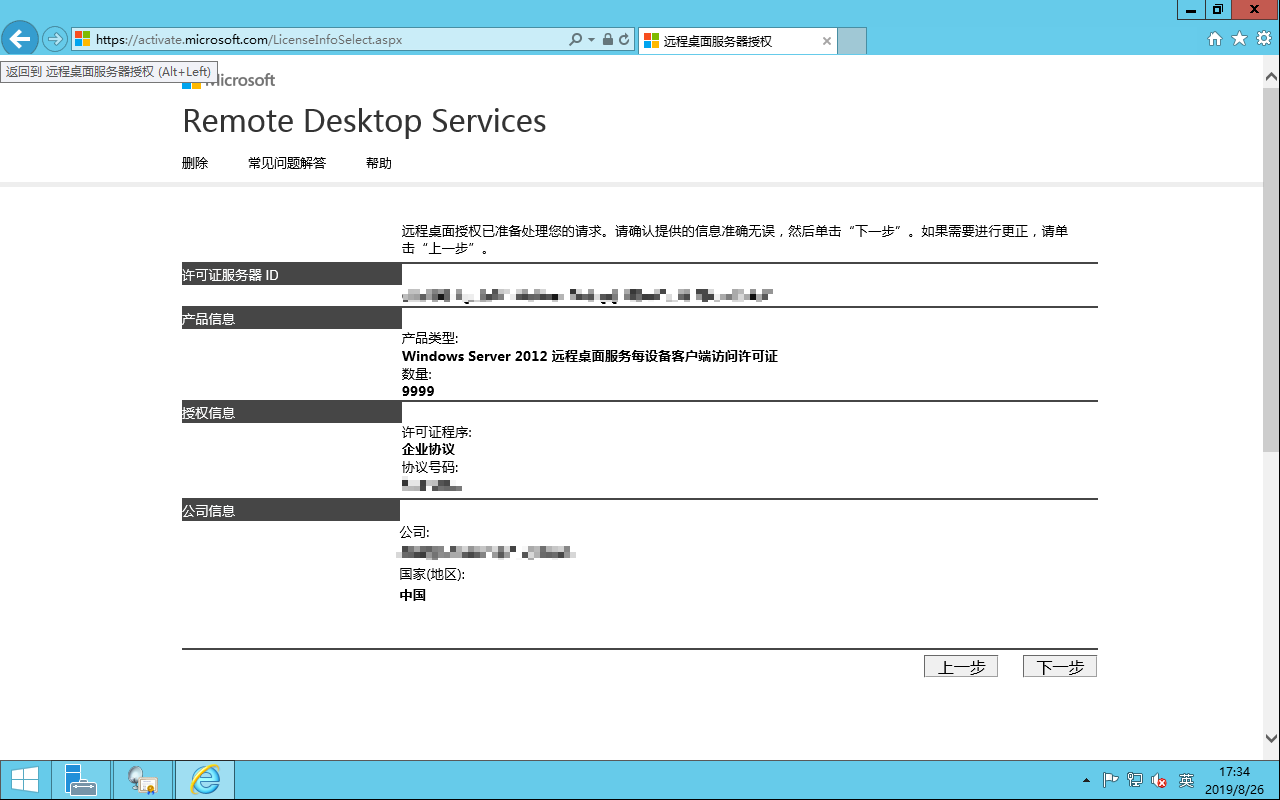 https://activate.microsoft.com/LicenseInfoSelect.aspx
远程桌面服务器授权
返回到 远程桌面服务器授权 (Alt+Left)
Microsoft
Remote Desktop Services
删除 常见问题解答 帮助
远程桌面授权已准备处理您的请求。请确认提供的信息准确无误，然后单击“下一步”。如果需要进行更正，请单
击“上一步”。
许可证服务器 ID
产品信息
产品类型:
Windows Server 2012 远程桌面服务每设备客户端访问许可证
数量:
9999
授权信息
许可证程序:
企业协议
协议号码:
公司信息
公司:
国家(地区):
中国
上一步 下一步
英
17:34
2019/8/26